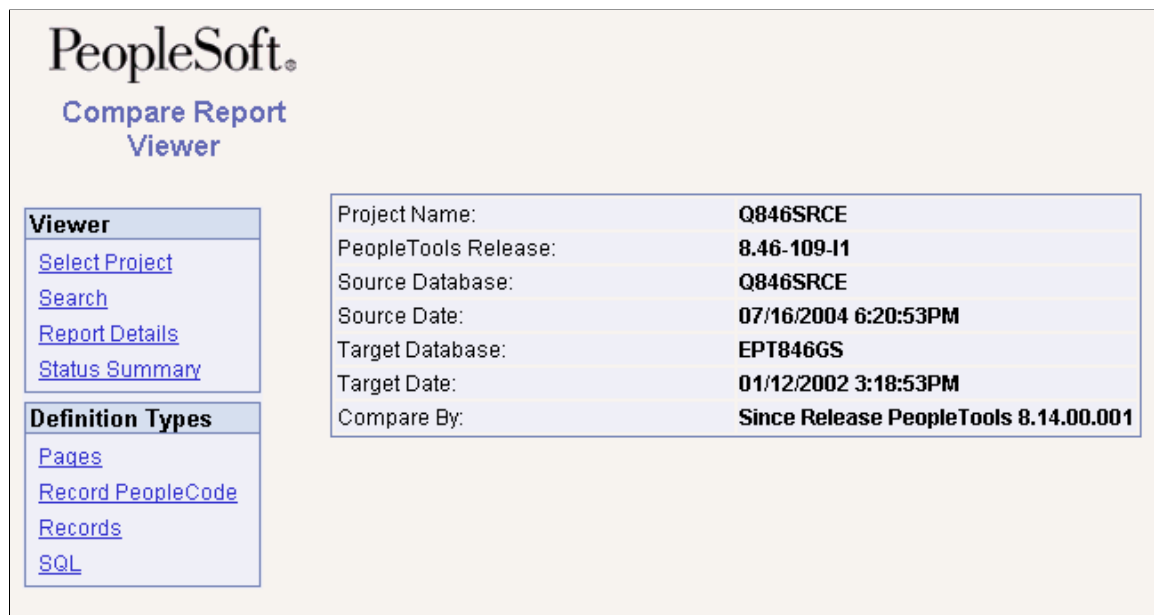 PeopleSoft®
Compare Report
Viewer
Viewer
Select Project
Search
Report Details
Status Summary
Definition Types
Pages
Record PeopleCode
Records
SQL
Project Name: Q846SRCE
PeopleTools Release: 8.46-109-I1
Source Database: Q846SRCE
Source Date: 07/16/2004 6:20:53PM
Target Database: EPT846GS
Target Date: 01/12/2002 3:18:53PM
Compare By: Since Release PeopleTools 8.14.00.001